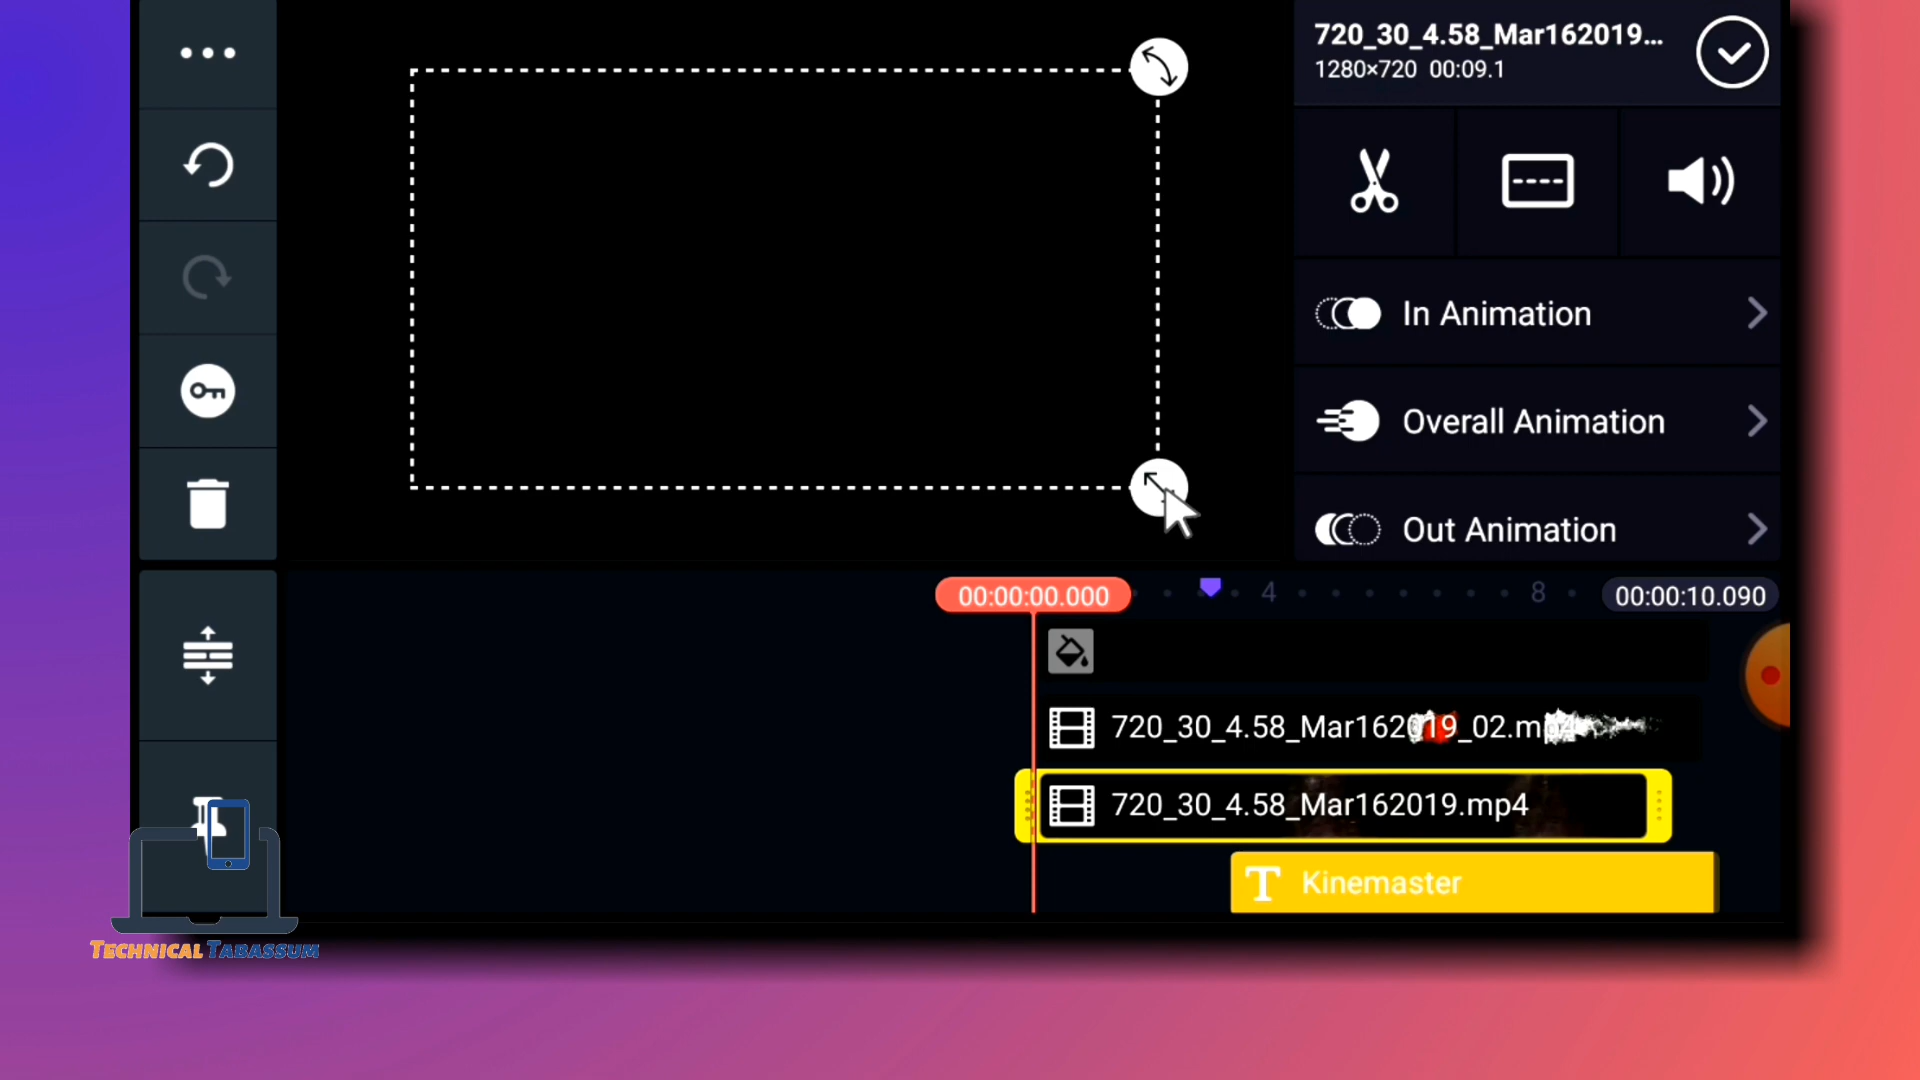 720_30_4.58_Mar162019...
1280×720 00:09.1
In Animation
Overall Animation
Out Animation
00:00:00.000
4
8
00:00:10.090
720_30_4.58_Mar162019_02.mp4
720_30_4.58_Mar162019.mp4
T Kinemaster
TECHNICAL TABASSUM